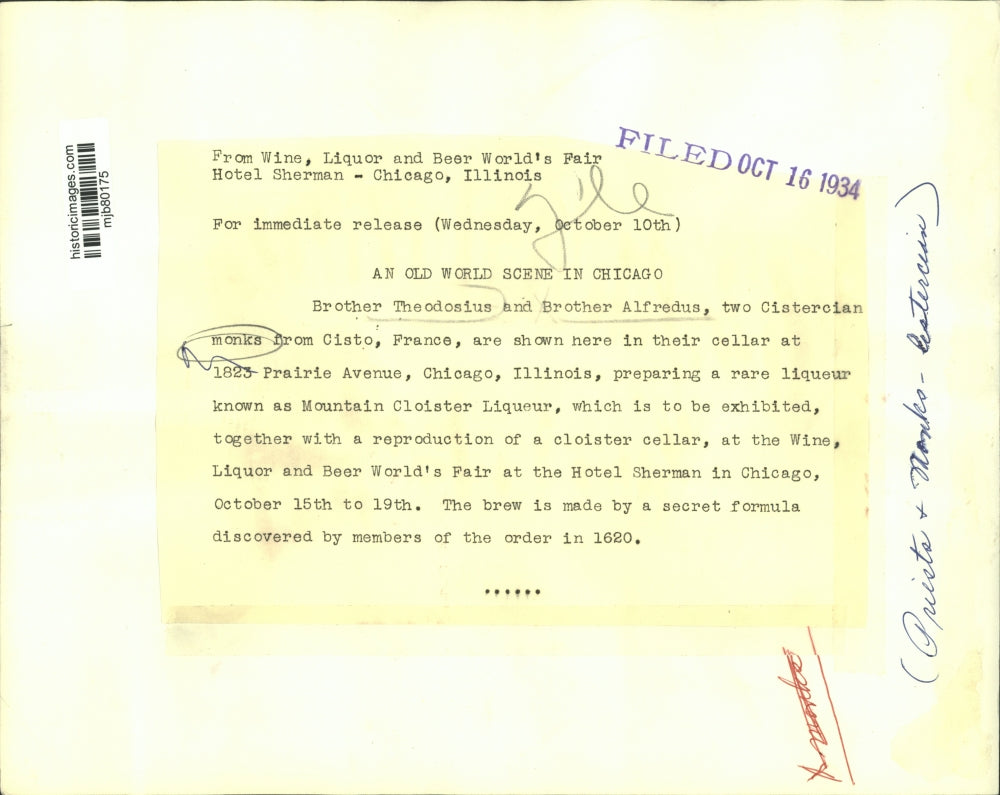 historicimages.com
mjb80175
FILED OCT 16 1934
From Wine, Liquor and Beer World's Fair
Hotel Sherman - Chicago, Illinois
file
For immediate release (Wednesday, October 10th)
AN OLD WORLD SCENE IN CHICAGO
Brother Theodosius and Brother Alfredus, two Cistercian
monks from Cisto, France, are shown here in their cellar at
1823 Prairie Avenue, Chicago, Illinois, preparing a rare liqueur
known as Mountain Cloister Liqueur, which is to be exhibited,
together with a reproduction of a cloister cellar, at the Wine,
Liquor and Beer World's Fair at the Hotel Sherman in Chicago,
October 15th to 19th. The brew is made by a secret formula
discovered by members of the order in 1620.
......
(Priests + Monks - Cestercian)
x monks